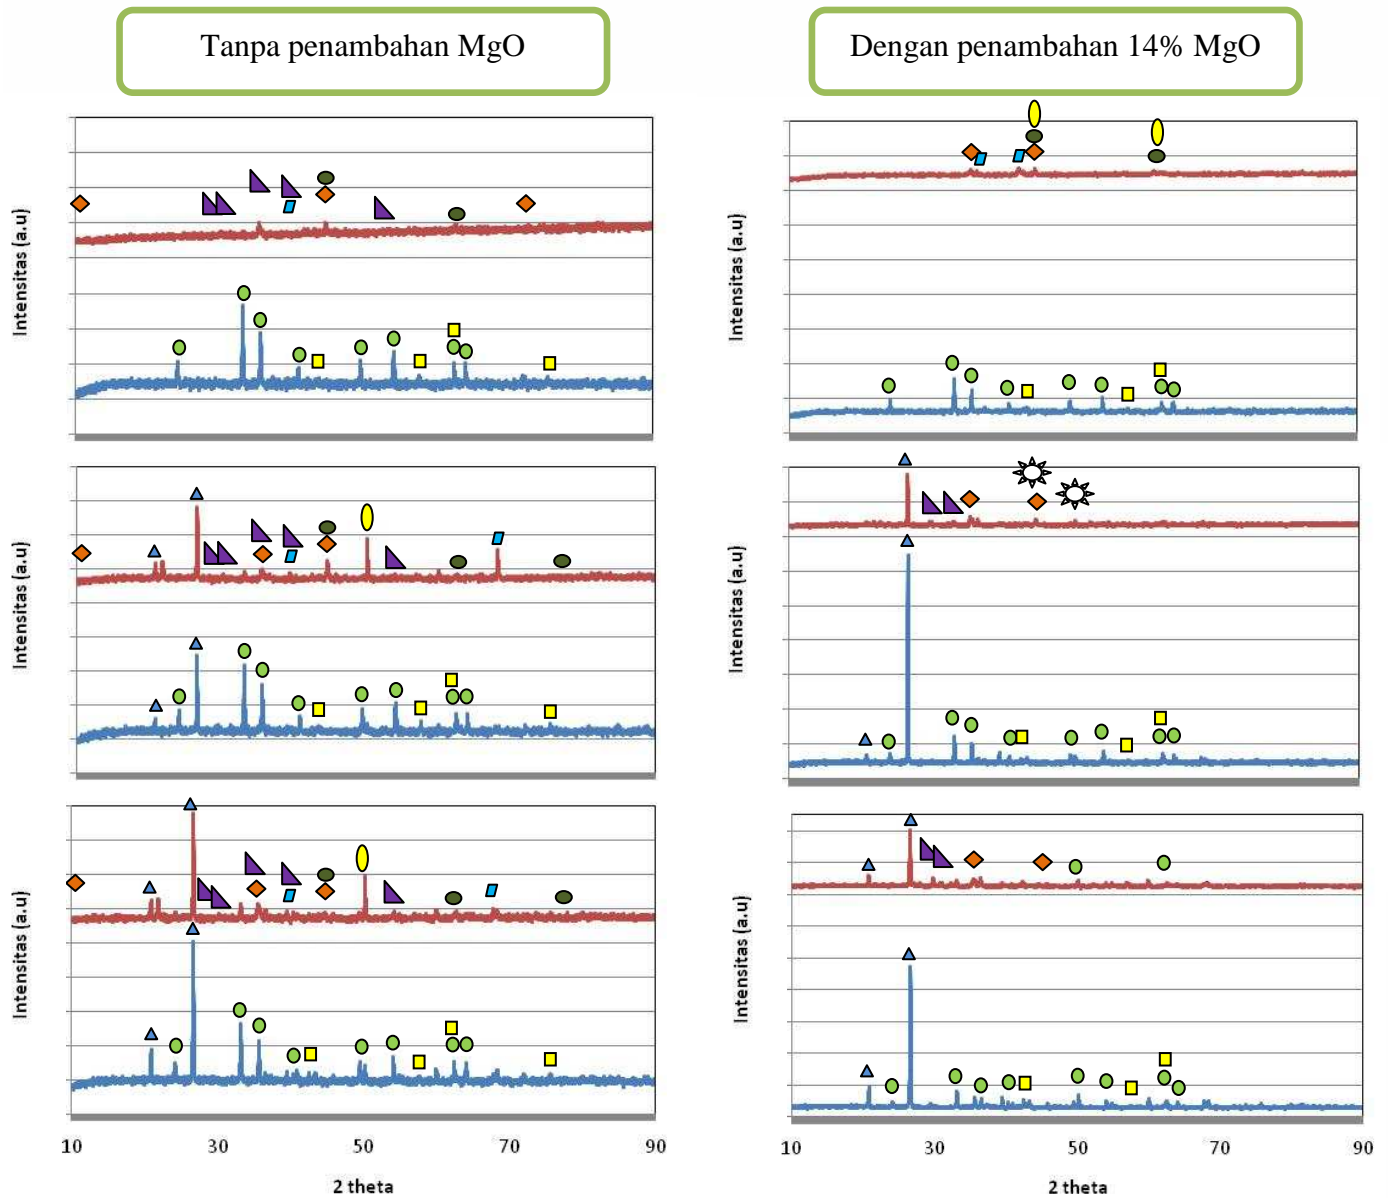 Tanpa penambahan MgO
Dengan penambahan 14% MgO
Intensitas (a.u)
Intensitas (a.u)
Intensitas (a.u)
Intensitas (a.u)
Intensitas (a.u)
Intensitas (a.u)
10 30 50 70 90
10 30 50 70 90
2 theta
2 theta